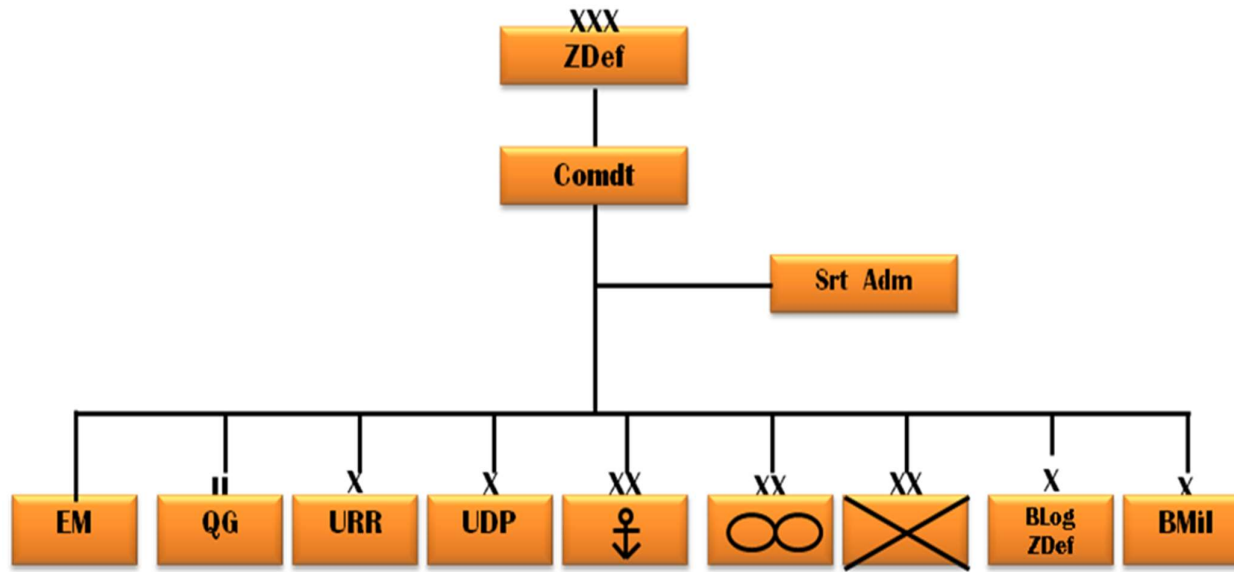 XXX
ZDef
Comdt
Srt Adm
II
X
X
XX
XX
XX
X
X
EM
QG
URR
UDP
BLog
ZDef
BMil